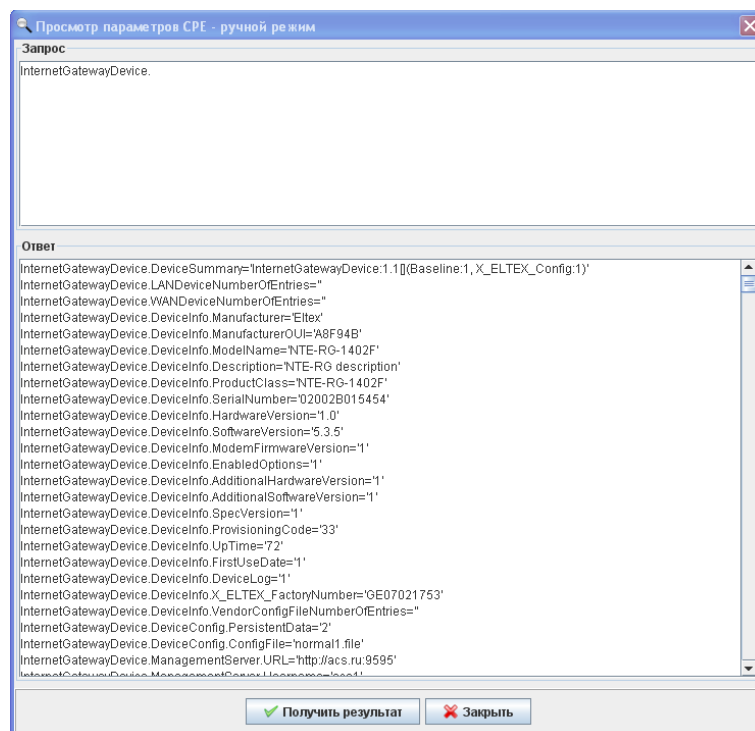 Просмотр параметров CPE - ручной режим
Запрос
InternetGatewayDevice.
Ответ
InternetGatewayDevice.DeviceSummary='InternetGatewayDevice:1.1[](Baseline:1, X_ELTEX_Config:1)'
InternetGatewayDevice.LANDeviceNumberOfEntries=''
InternetGatewayDevice.WANDeviceNumberOfEntries=''
InternetGatewayDevice.DeviceInfo.Manufacturer='Eltex'
InternetGatewayDevice.DeviceInfo.ManufacturerOUI='A8F94B'
InternetGatewayDevice.DeviceInfo.ModelName='NTE-RG-1402F'
InternetGatewayDevice.DeviceInfo.Description='NTE-RG description'
InternetGatewayDevice.DeviceInfo.ProductClass='NTE-RG-1402F'
InternetGatewayDevice.DeviceInfo.SerialNumber='02002B015454'
InternetGatewayDevice.DeviceInfo.HardwareVersion='1.0'
InternetGatewayDevice.DeviceInfo.SoftwareVersion='5.3.5'
InternetGatewayDevice.DeviceInfo.ModemFirmwareVersion='1'
InternetGatewayDevice.DeviceInfo.EnabledOptions='1'
InternetGatewayDevice.DeviceInfo.AdditionalHardwareVersion='1'
InternetGatewayDevice.DeviceInfo.AdditionalSoftwareVersion='1'
InternetGatewayDevice.DeviceInfo.SpecVersion='1'
InternetGatewayDevice.DeviceInfo.ProvisioningCode='33'
InternetGatewayDevice.DeviceInfo.UpTime='72'
InternetGatewayDevice.DeviceInfo.FirstUseDate='1'
InternetGatewayDevice.DeviceInfo.DeviceLog='1'
InternetGatewayDevice.DeviceInfo.X_ELTEX_FactoryNumber='GE07021753'
InternetGatewayDevice.DeviceInfo.VendorConfigFileNumberOfEntries=''
InternetGatewayDevice.DeviceConfig.PersistentData='2'
InternetGatewayDevice.DeviceConfig.ConfigFile='normal1.file'
InternetGatewayDevice.ManagementServer.URL='http://acs.ru:9595'
Получить результат
Закрыть